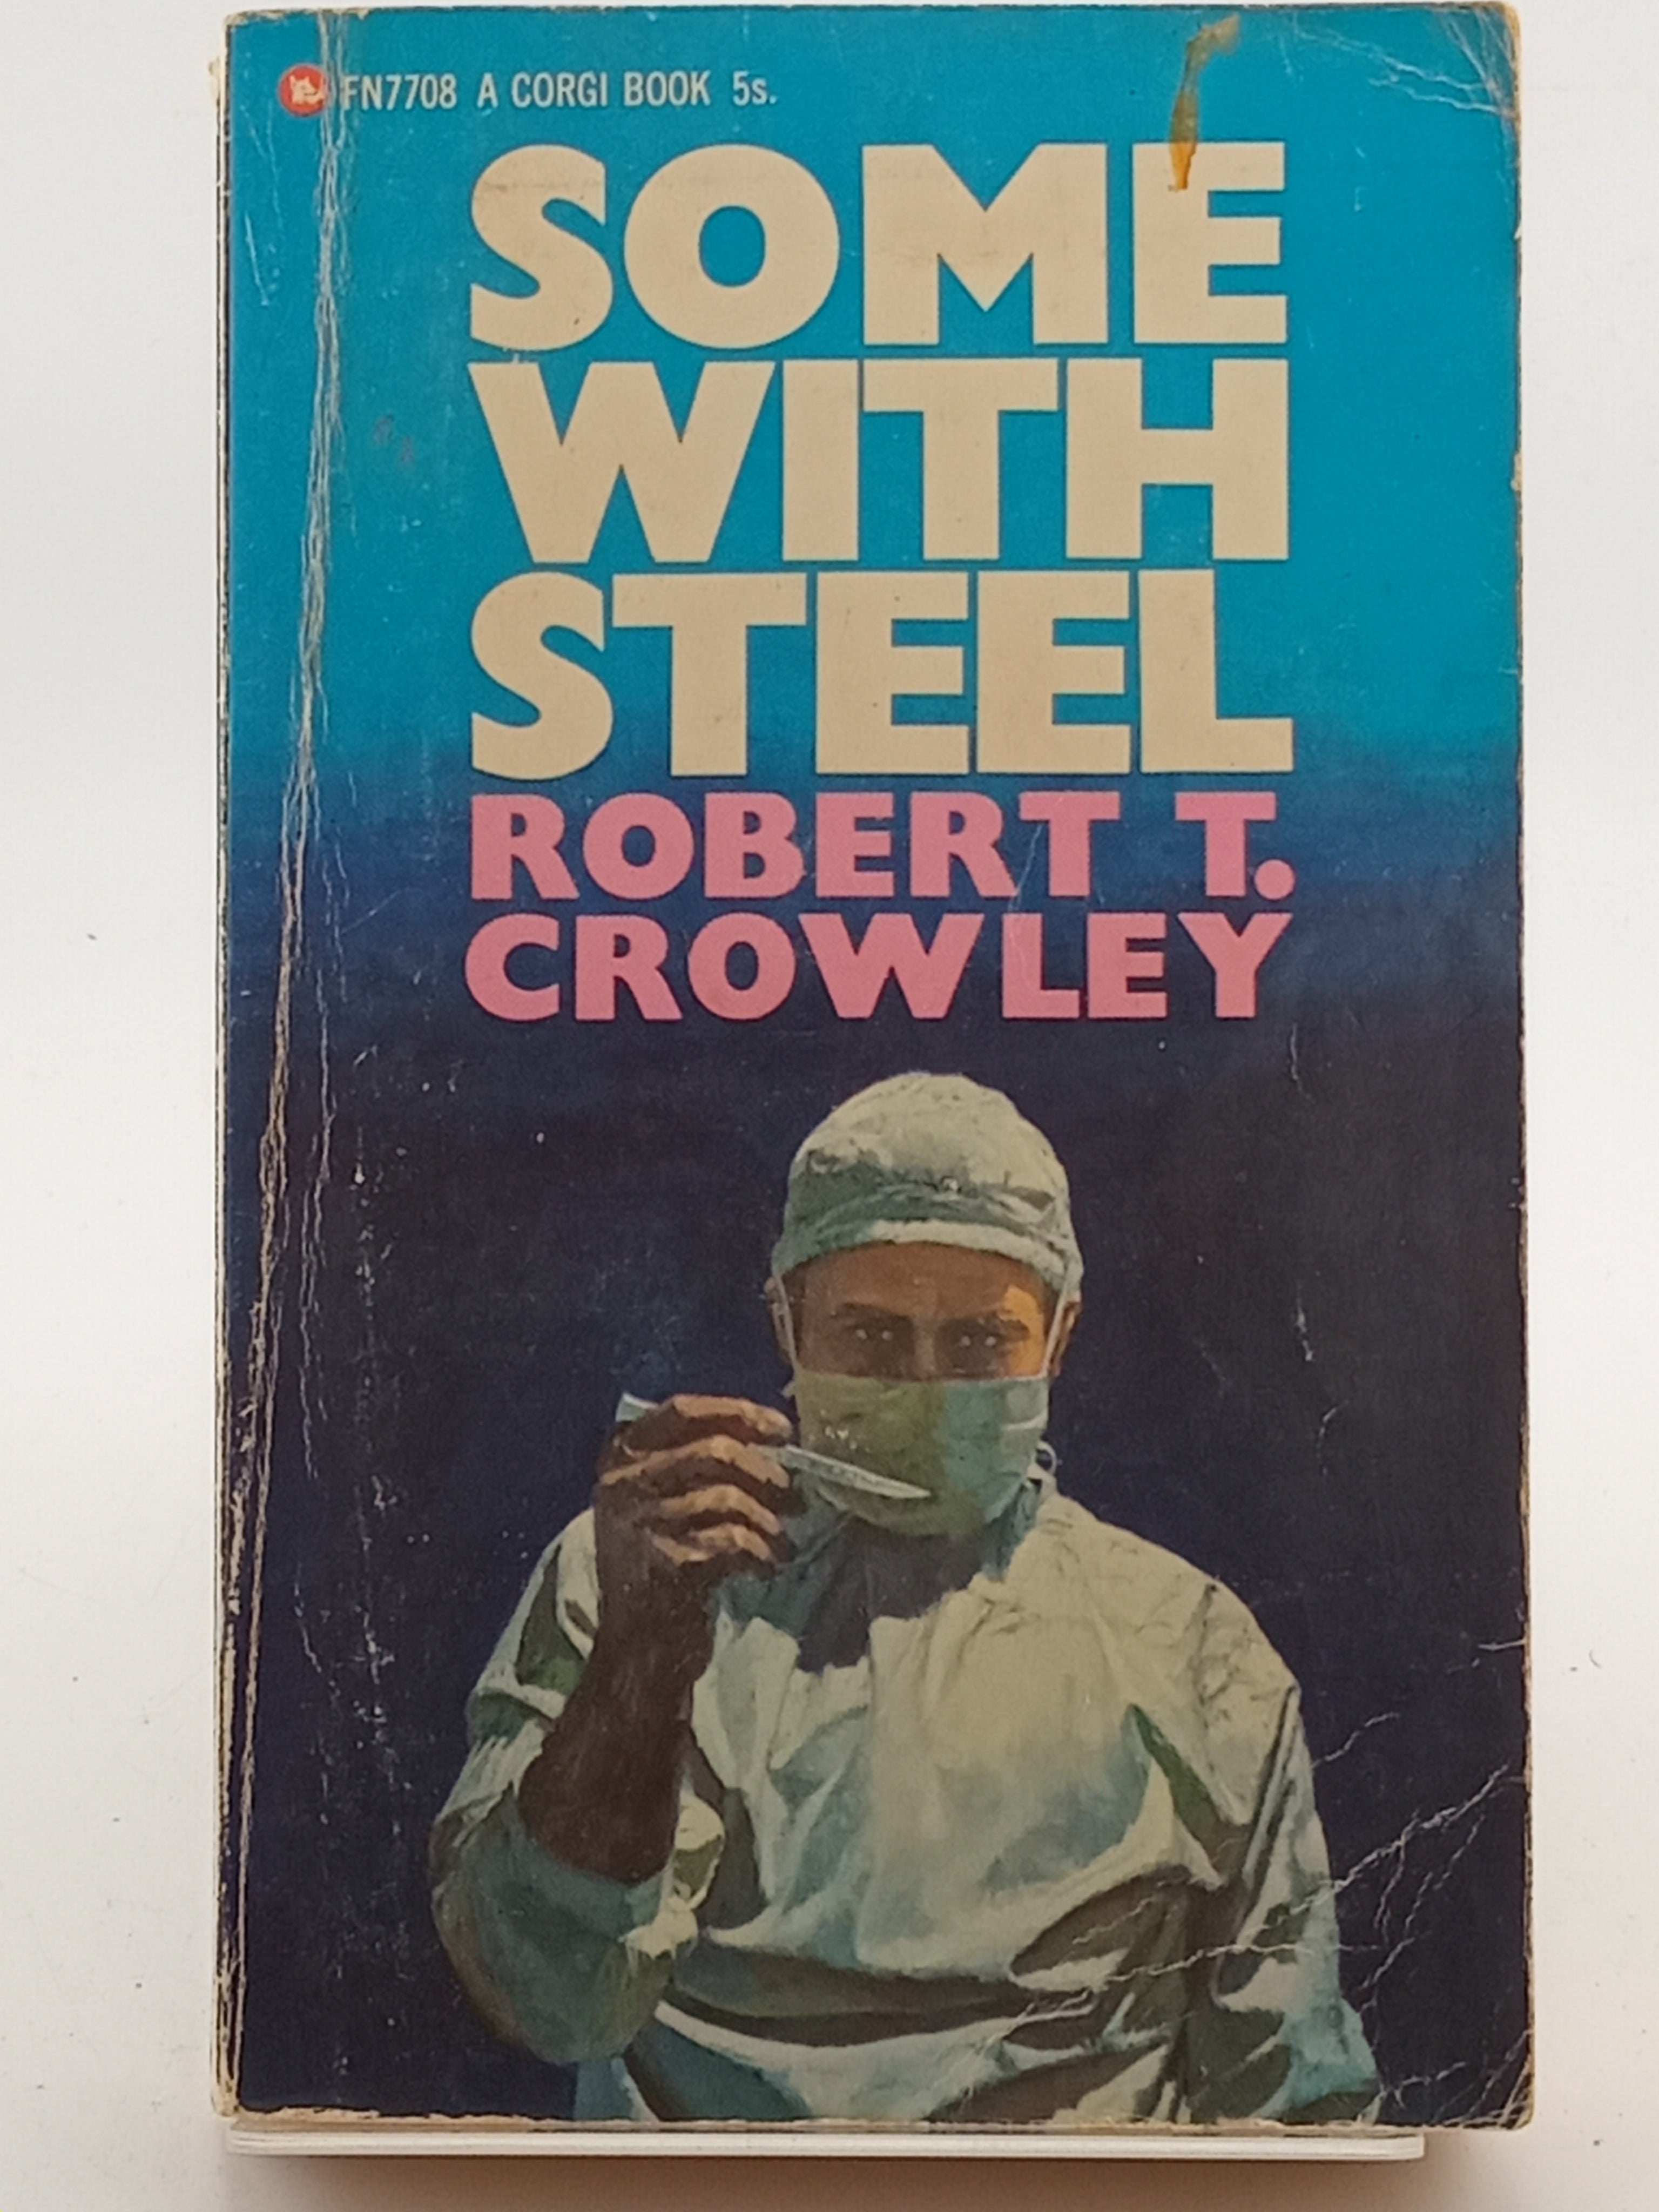 FN7708 A CORGI BOOK 5s.
SOME
WITH
STEEL
ROBERT T.
CROWLEY